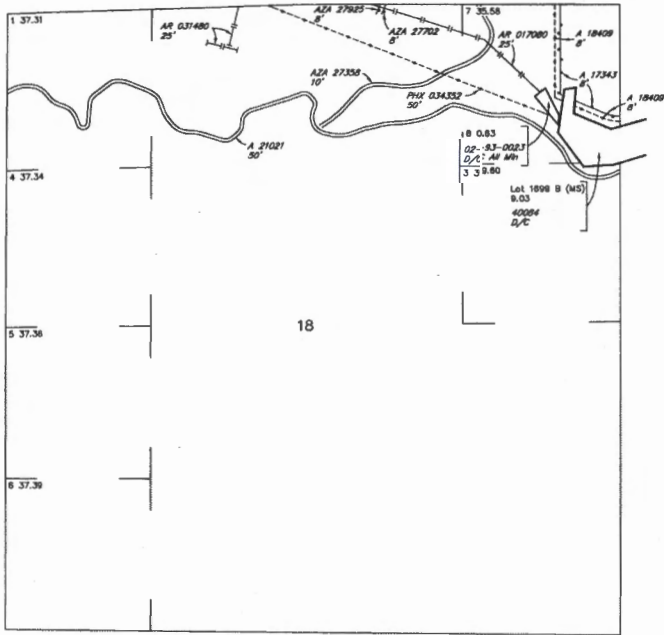 1 37.31
AR 031480
25'
AZA 27925
8'
AZA 27702
8'
7 35.58
AR 017080
25'
A 18409
8'
A 17343
8'
A 18409
8'
AZA 27358
10'
PHX 034352
50'
A 21021
50'
8 0.83
02-
-93-0023
D/C
: All Min
3 3
9.60
4 37.34
Lot 1698 B (MS)
9.03
40084
D/C
5 37.36
18
6 37.39